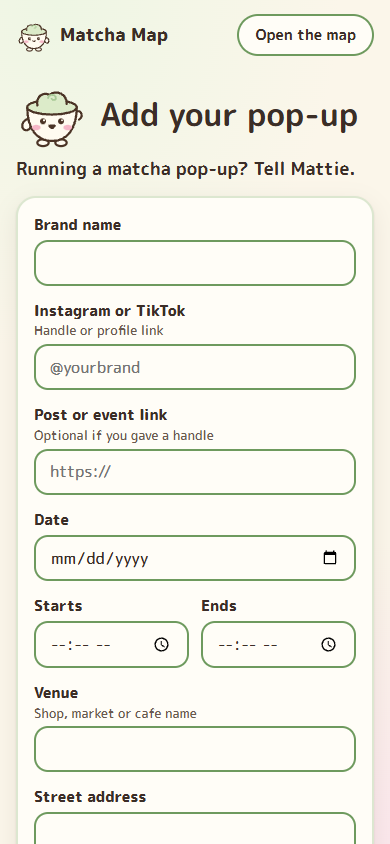 Matcha Map
Open the map
Add your pop-up
Running a matcha pop-up? Tell Mattie.
Brand name
Instagram or TikTok
Handle or profile link
@yourbrand
Post or event link
Optional if you gave a handle
https://
Date
mm/dd/yyyy
Starts
Ends
--:-- --
--:-- --
Venue
Shop, market or cafe name
Street address